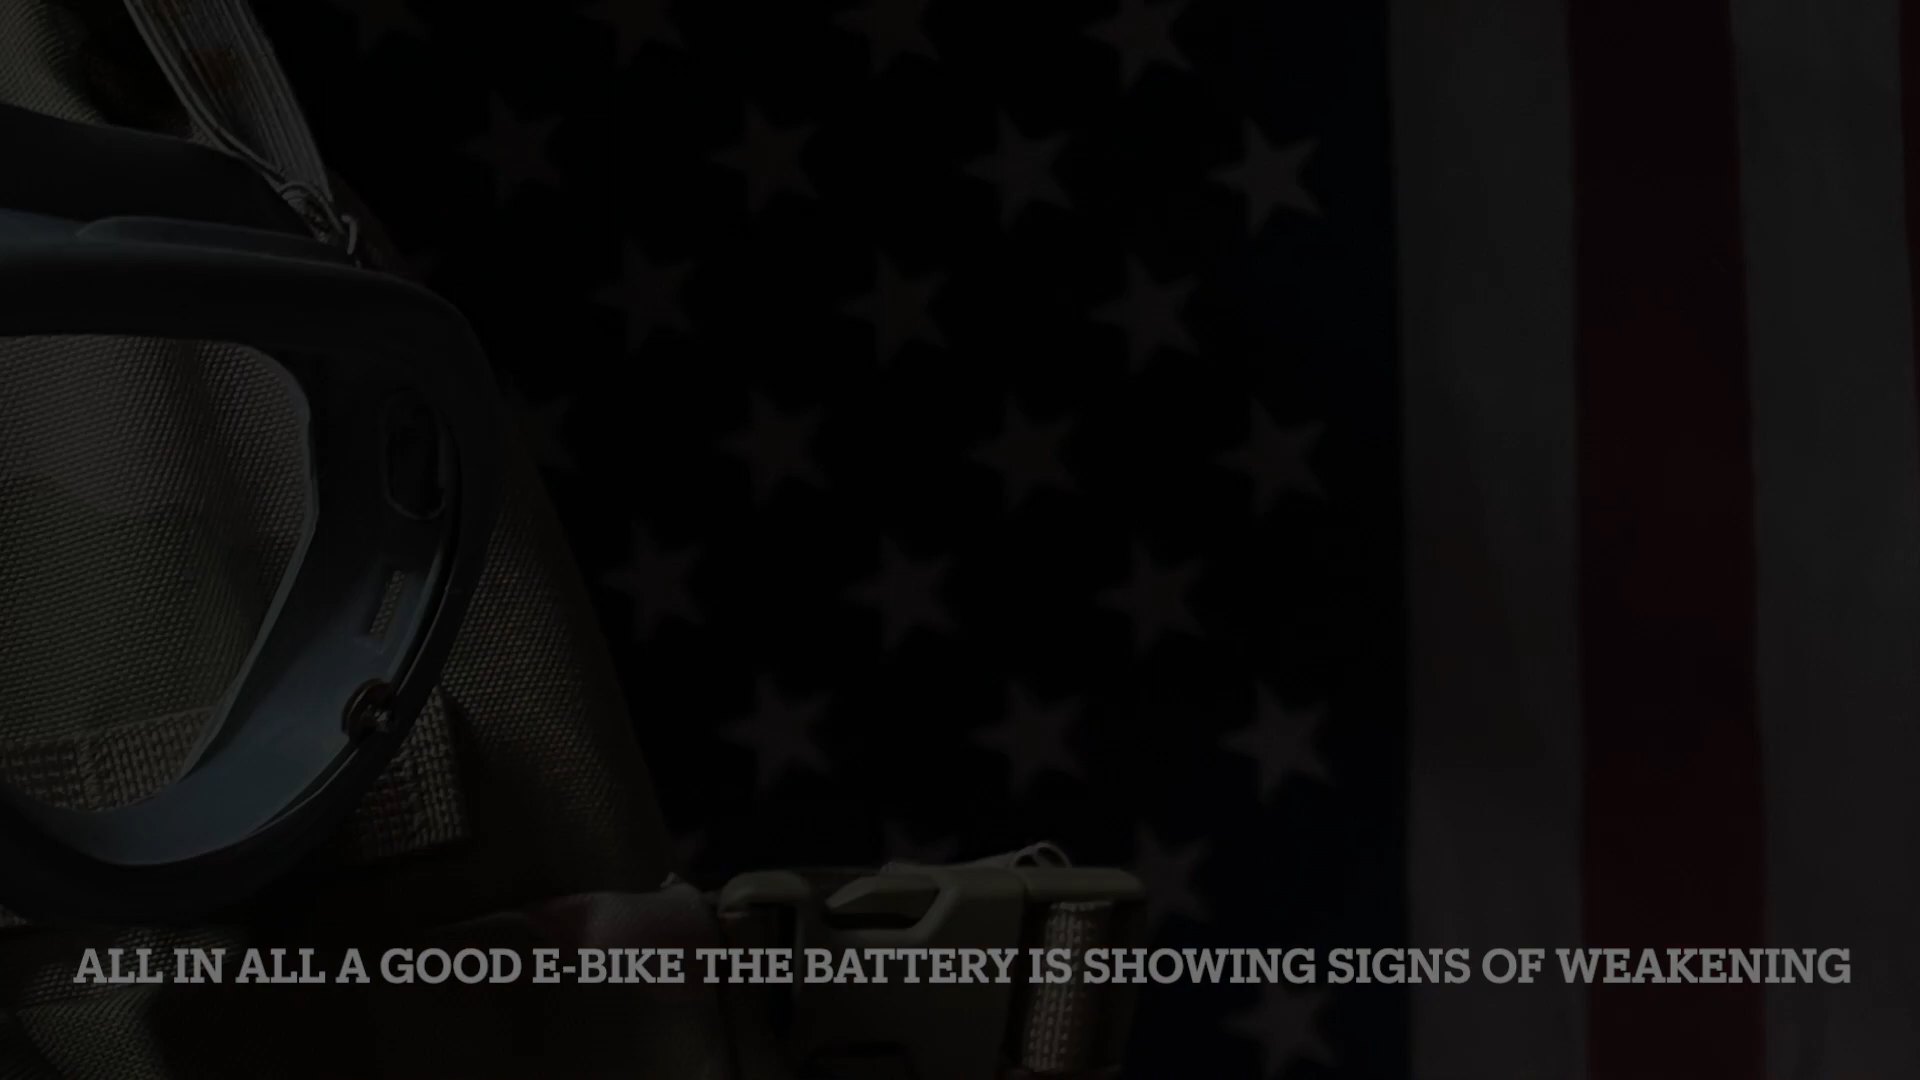 ALL IN ALL A GOOD E-BIKE THE BATTERY IS SHOWING SIGNS OF WEAKENING